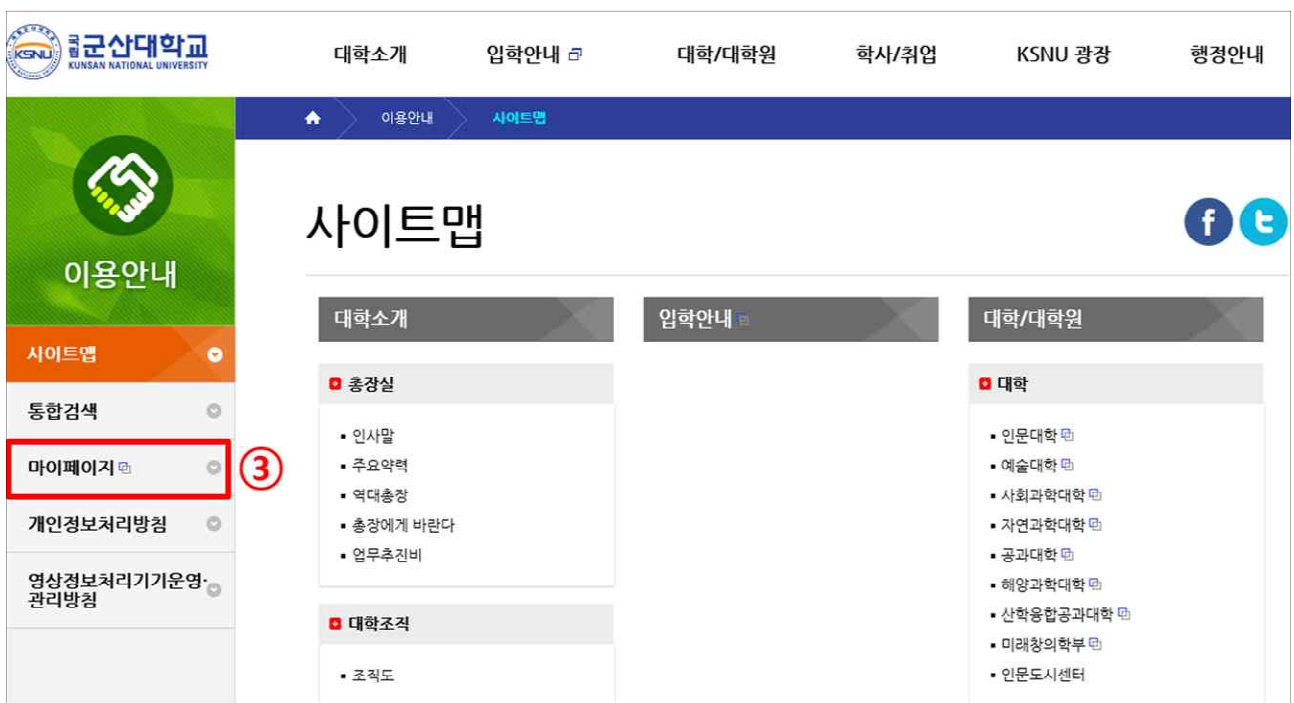 KSNU
국립군산대학교
KUNSAN NATIONAL UNIVERSITY
대학소개 입학안내 대학/대학원 학사/취업 KSNU 광장 행정안내
이용안내 사이트맵
이용안내
사이트맵
통합검색
마이페이지
③
개인정보처리방침
영상정보처리기기운영·
관리방침
사이트맵
f t
대학소개
총장실
▪ 인사말
▪ 주요약력
▪ 역대총장
▪ 총장에게 바란다
▪ 업무추진비
대학조직
▪ 조직도
입학안내
대학/대학원
대학
▪ 인문대학
▪ 예술대학
▪ 사회과학대학
▪ 자연과학대학
▪ 공과대학
▪ 해양과학대학
▪ 산학융합공과대학
▪ 미래창의학부
▪ 인문도시센터